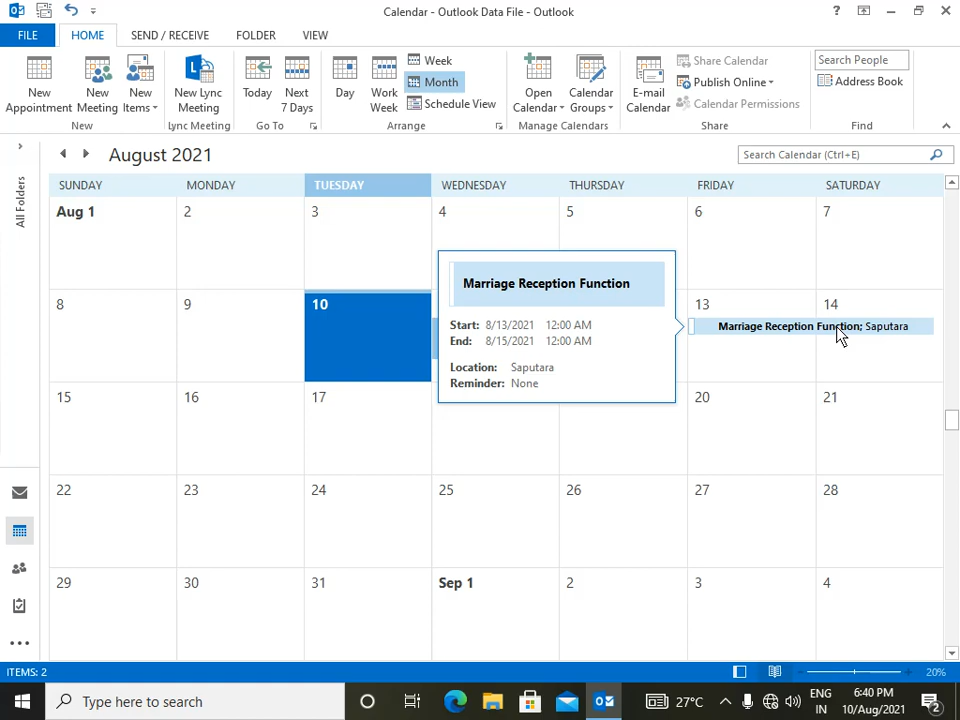 Calendar - Outlook Data File - Outlook
FILE
HOME
SEND / RECEIVE
FOLDER
VIEW
New Appointment
New Meeting
New Items
New
New Lync Meeting
Lync Meeting
Today
Next 7 Days
Go To
Day
Work Week
Week
Month
Schedule View
Arrange
Open Calendar
Calendar Groups
Manage Calendars
E-mail Calendar
Share Calendar
Publish Online
Calendar Permissions
Share
Search People
Address Book
Find
All Folders
August 2021
Search Calendar (Ctrl+E)
SUNDAY MONDAY TUESDAY WEDNESDAY THURSDAY FRIDAY SATURDAY
Aug 1 2 3 4 5 6 7
8 9 10 13 14
Marriage Reception Function
Start: 8/13/2021 12:00 AM
End: 8/15/2021 12:00 AM
Location: Saputara
Reminder: None
Marriage Reception Function; Saputara
15 16 17 20 21
22 23 24 25 26 27 28
29 30 31 Sep 1 2 3 4
ITEMS: 2
20%
Type here to search
27°C
ENG
IN
6:40 PM
10/Aug/2021
2